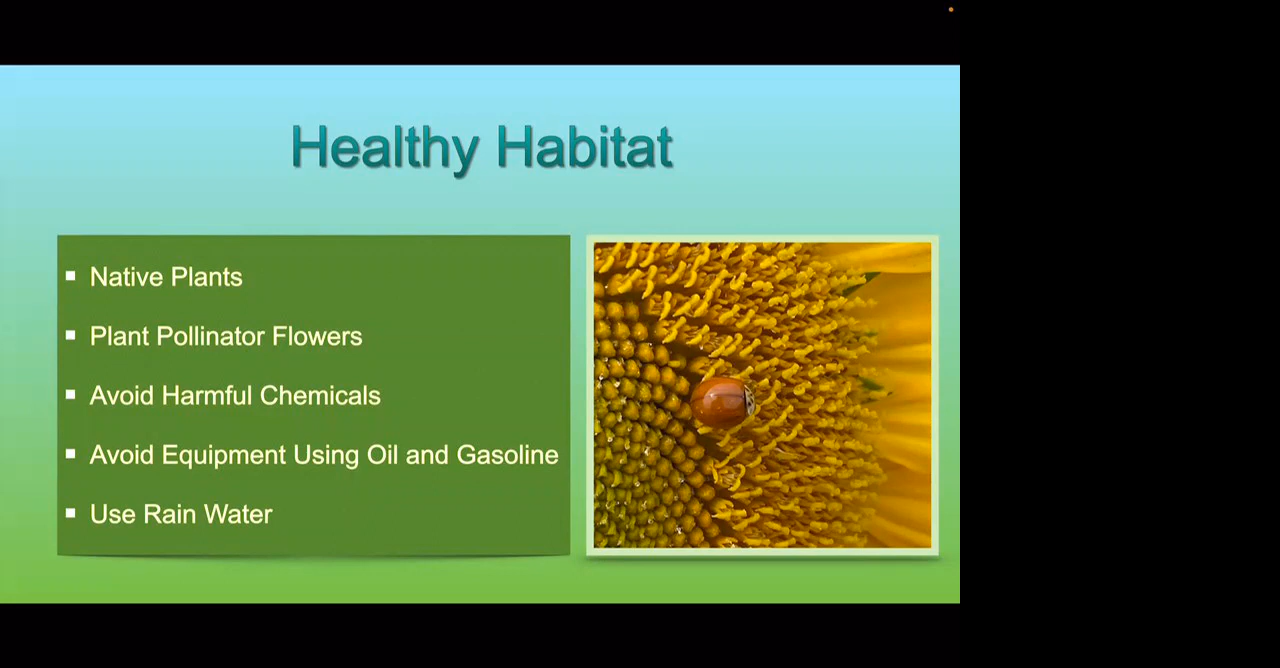 Healthy Habitat
Native Plants
Plant Pollinator Flowers
Avoid Harmful Chemicals
Avoid Equipment Using Oil and Gasoline
Use Rain Water